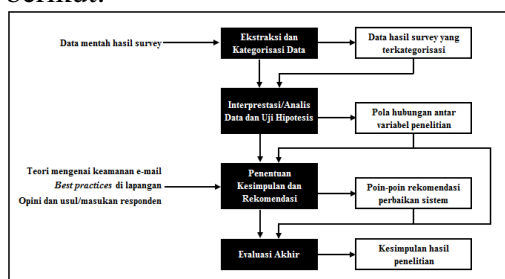 berikut:
Data mentah hasil survey
Ekstraksi dan
Kategorisasi Data
Data hasil survey yang
terkategorisasi
Interprestasi/Analis
Data dan Uji Hipotesis
Pola hubungan antar
variabel penelitian
Teori mengenai keamanan e-mail
Best practices di lapangan
Opini dan usul/masukan responden
Penentuan
Kesimpulan dan
Rekomendasi
Poin-poin rekomendasi
perbaikan sistem
Evaluasi Akhir
Kesimpulan hasil
penelitian